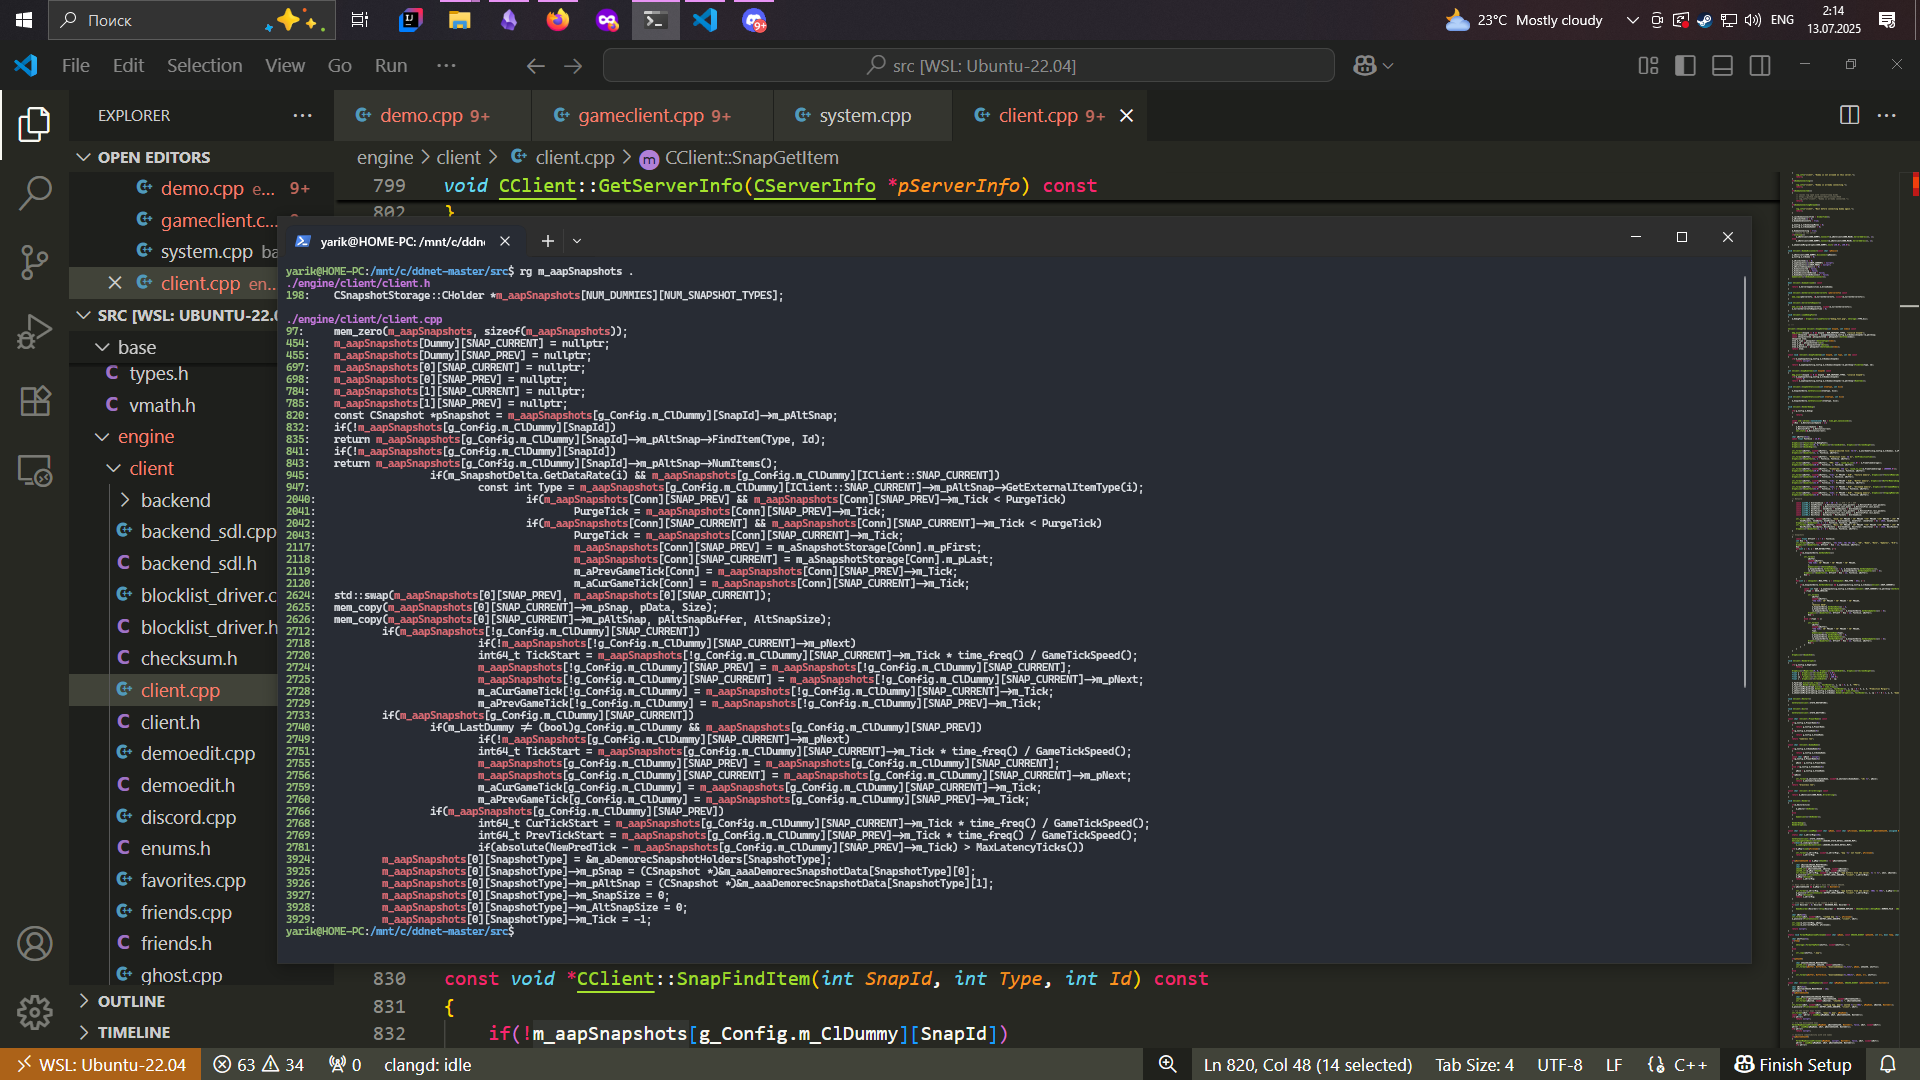 Поиск
23°C Mostly cloudy
ENG
2:14
13.07.2025
File Edit Selection View Go Run ...
src [WSL: Ubuntu-22.04]
EXPLORER
demo.cpp 9+
gameclient.cpp 9+
system.cpp
client.cpp 9+
OPEN EDITORS
demo.cpp e... 9+
gameclient.c...
system.cpp ba
client.cpp en...
SRC [WSL: UBUNTU-22.0
base
types.h
vmath.h
engine
client
backend
backend_sdl.cpp
backend_sdl.h
blocklist_driver.c
blocklist_driver.h
checksum.h
client.cpp
client.h
demoedit.cpp
demoedit.h
discord.cpp
enums.h
favorites.cpp
friends.cpp
friends.h
ghost.cpp
OUTLINE
TIMELINE
engine > client > client.cpp > CClient::SnapGetItem
799 void CClient::GetServerInfo(CServerInfo *pServerInfo) const
802 }
yarik@HOME-PC: /mnt/c/ddn
yarik@HOME-PC:/mnt/c/ddnet-master/src$ rg m_aapSnapshots .
./engine/client/client.h
198: CSnapshotStorage::CHolder *m_aapSnapshots[NUM_DUMMIES][NUM_SNAPSHOT_TYPES];
./engine/client/client.cpp
97: mem_zero(m_aapSnapshots, sizeof(m_aapSnapshots));
454: m_aapSnapshots[Dummy][SNAP_CURRENT] = nullptr;
455: m_aapSnapshots[Dummy][SNAP_PREV] = nullptr;
697: m_aapSnapshots[0][SNAP_CURRENT] = nullptr;
698: m_aapSnapshots[0][SNAP_PREV] = nullptr;
784: m_aapSnapshots[1][SNAP_CURRENT] = nullptr;
785: m_aapSnapshots[1][SNAP_PREV] = nullptr;
820: const CSnapshot *pSnapshot = m_aapSnapshots[g_Config.m_ClDummy][SnapId]->m_pAltSnap;
832: if(!m_aapSnapshots[g_Config.m_ClDummy][SnapId])
835: return m_aapSnapshots[g_Config.m_ClDummy][SnapId]->m_pAltSnap->FindItem(Type, Id);
841: if(!m_aapSnapshots[g_Config.m_ClDummy][SnapId])
843: return m_aapSnapshots[g_Config.m_ClDummy][SnapId]->m_pAltSnap->NumItems();
945: if(m_SnapshotDelta.GetDataRate(i) && m_aapSnapshots[g_Config.m_ClDummy][IClient::SNAP_CURRENT])
947: const int Type = m_aapSnapshots[g_Config.m_ClDummy][IClient::SNAP_CURRENT]->m_pAltSnap->GetExternalItemType(i);
2040: if(m_aapSnapshots[Conn][SNAP_PREV] && m_aapSnapshots[Conn][SNAP_PREV]->m_Tick < PurgeTick)
2041: PurgeTick = m_aapSnapshots[Conn][SNAP_PREV]->m_Tick;
2042: if(m_aapSnapshots[Conn][SNAP_CURRENT] && m_aapSnapshots[Conn][SNAP_CURRENT]->m_Tick < PurgeTick)
2043: PurgeTick = m_aapSnapshots[Conn][SNAP_CURRENT]->m_Tick;
2117: m_aapSnapshots[Conn][SNAP_PREV] = m_aSnapshotStorage[Conn].m_pFirst;
2118: m_aapSnapshots[Conn][SNAP_CURRENT] = m_aSnapshotStorage[Conn].m_pLast;
2119: m_aPrevGameTick[Conn] = m_aapSnapshots[Conn][SNAP_PREV]->m_Tick;
2120: m_aCurGameTick[Conn] = m_aapSnapshots[Conn][SNAP_CURRENT]->m_Tick;
2624: std::swap(m_aapSnapshots[0][SNAP_PREV], m_aapSnapshots[0][SNAP_CURRENT]);
2625: mem_copy(m_aapSnapshots[0][SNAP_CURRENT]->m_pSnap, pData, Size);
2626: mem_copy(m_aapSnapshots[0][SNAP_CURRENT]->m_pAltSnap, pAltSnapBuffer, AltSnapSize);
2712: if(m_aapSnapshots[!g_Config.m_ClDummy][SNAP_CURRENT])
2718: if(!m_aapSnapshots[!g_Config.m_ClDummy][SNAP_CURRENT]->m_pNext)
2720: int64_t TickStart = m_aapSnapshots[!g_Config.m_ClDummy][SNAP_CURRENT]->m_Tick * time_freq() / GameTickSpeed();
2724: m_aapSnapshots[!g_Config.m_ClDummy][SNAP_PREV] = m_aapSnapshots[!g_Config.m_ClDummy][SNAP_CURRENT];
2725: m_aapSnapshots[!g_Config.m_ClDummy][SNAP_CURRENT] = m_aapSnapshots[!g_Config.m_ClDummy][SNAP_CURRENT]->m_pNext;
2728: m_aCurGameTick[!g_Config.m_ClDummy] = m_aapSnapshots[!g_Config.m_ClDummy][SNAP_CURRENT]->m_Tick;
2729: m_aPrevGameTick[!g_Config.m_ClDummy] = m_aapSnapshots[!g_Config.m_ClDummy][SNAP_PREV]->m_Tick;
2733: if(m_aapSnapshots[g_Config.m_ClDummy][SNAP_CURRENT])
2740: if(m_LastDummy != (bool)g_Config.m_ClDummy && m_aapSnapshots[g_Config.m_ClDummy][SNAP_PREV])
2749: if(!m_aapSnapshots[g_Config.m_ClDummy][SNAP_CURRENT]->m_pNext)
2751: int64_t TickStart = m_aapSnapshots[g_Config.m_ClDummy][SNAP_CURRENT]->m_Tick * time_freq() / GameTickSpeed();
2755: m_aapSnapshots[g_Config.m_ClDummy][SNAP_PREV] = m_aapSnapshots[g_Config.m_ClDummy][SNAP_CURRENT];
2756: m_aapSnapshots[g_Config.m_ClDummy][SNAP_CURRENT] = m_aapSnapshots[g_Config.m_ClDummy][SNAP_CURRENT]->m_pNext;
2759: m_aCurGameTick[g_Config.m_ClDummy] = m_aapSnapshots[g_Config.m_ClDummy][SNAP_CURRENT]->m_Tick;
2760: m_aPrevGameTick[g_Config.m_ClDummy] = m_aapSnapshots[g_Config.m_ClDummy][SNAP_PREV]->m_Tick;
if(m_aapSnapshots[g_Config.m_ClDummy][SNAP_PREV])
2768: int64_t CurTickStart = m_aapSnapshots[g_Config.m_ClDummy][SNAP_CURRENT]->m_Tick * time_freq() / GameTickSpeed();
2769: int64_t PrevTickStart = m_aapSnapshots[g_Config.m_ClDummy][SNAP_PREV]->m_Tick * time_freq() / GameTickSpeed();
2781: if(absolute(NewPredTick - m_aapSnapshots[g_Config.m_ClDummy][SNAP_PREV]->m_Tick) > MaxLatencyTicks())
3924: m_aapSnapshots[0][SnapshotType] = &m_aDemorecSnapshotHolders[SnapshotType];
3925: m_aapSnapshots[0][SnapshotType]->m_pSnap = (CSnapshot *)&m_aaaDemorecSnapshotData[SnapshotType][0];
3926: m_aapSnapshots[0][SnapshotType]->m_pAltSnap = (CSnapshot *)&m_aaaDemorecSnapshotData[SnapshotType][1];
3927: m_aapSnapshots[0][SnapshotType]->m_SnapSize = 0;
3928: m_aapSnapshots[0][SnapshotType]->m_AltSnapSize = 0;
3929: m_aapSnapshots[0][SnapshotType]->m_Tick = -1;
yarik@HOME-PC:/mnt/c/ddnet-master/src$
830 const void *CClient::SnapFindItem(int SnapId, int Type, int Id) const
831 {
832 if(!m_aapSnapshots[g_Config.m_ClDummy][SnapId])
WSL: Ubuntu-22.04
63 34
0
clangd: idle
Ln 820, Col 48 (14 selected)
Tab Size: 4
UTF-8
LF
C++
Finish Setup